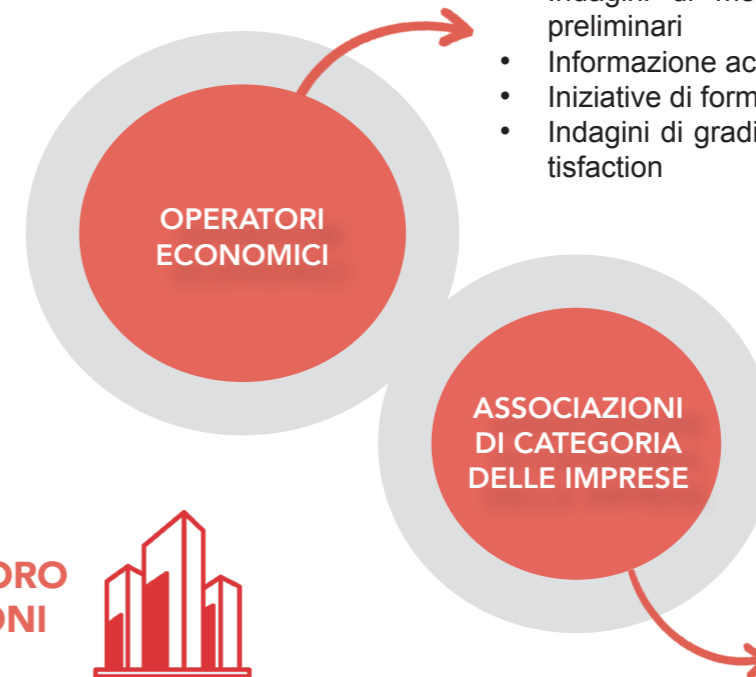 preliminari
• Informazione ac
• Iniziative di form
• Indagini di gradi
tisfaction
OPERATORI
ECONOMICI
ASSOCIAZIONI
DI CATEGORIA
DELLE IMPRESE
ORO
ONI